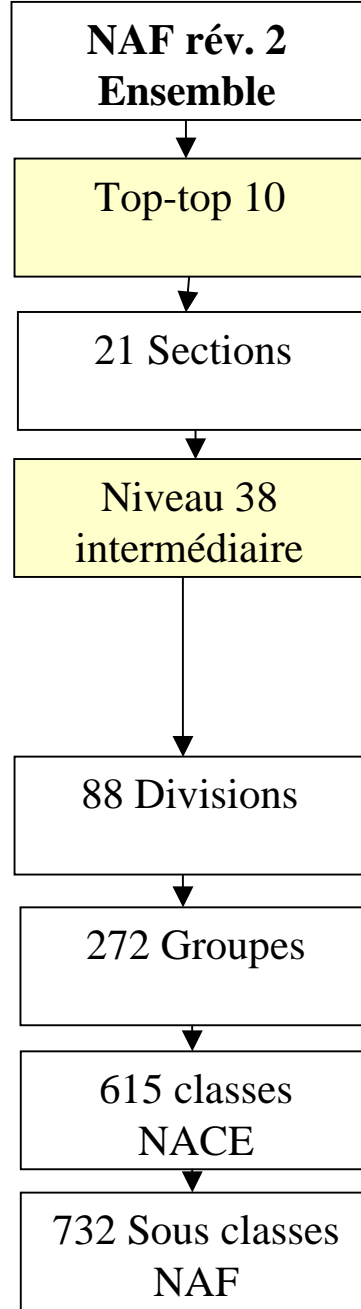 NAF rév. 2
Ensemble
Top-top 10
21 Sections
Niveau 38
intermédiaire
88 Divisions
272 Groupes
615 classes
NACE
732 Sous classes
NAF